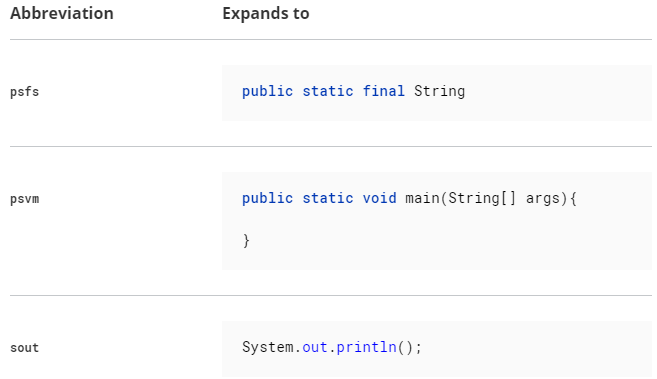 Abbreviation Expands to
psfs public static final String
psvm public static void main(String[] args){
}
sout System.out.println();